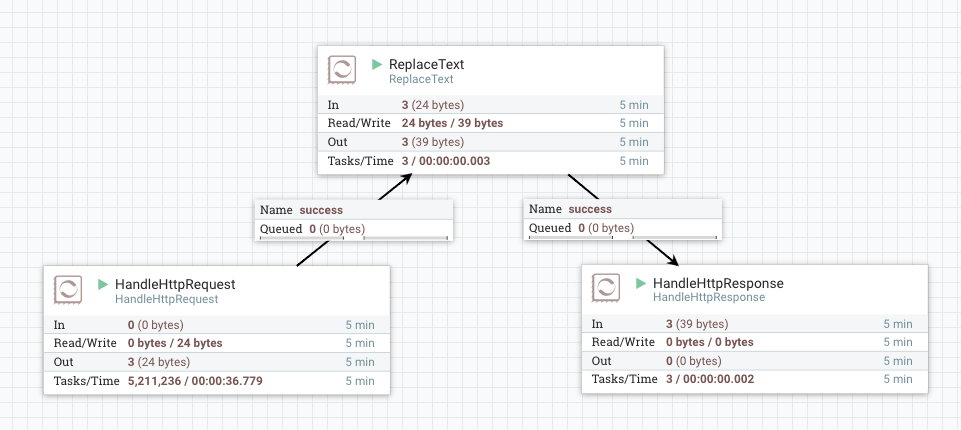 ReplaceText
ReplaceText
In 3 (24 bytes) 5 min
Read/Write 24 bytes / 39 bytes 5 min
Out 3 (39 bytes) 5 min
Tasks/Time 3 / 00:00:00.003 5 min
Name success
Queued 0 (0 bytes)
Name success
Queued 0 (0 bytes)
HandleHttpRequest
HandleHttpRequest
In 0 (0 bytes) 5 min
Read/Write 0 bytes / 24 bytes 5 min
Out 3 (24 bytes) 5 min
Tasks/Time 5,211,236 / 00:00:36.779 5 min
HandleHttpResponse
HandleHttpResponse
In 3 (39 bytes) 5 min
Read/Write 0 bytes / 0 bytes 5 min
Out 0 (0 bytes) 5 min
Tasks/Time 3 / 00:00:00.002 5 min